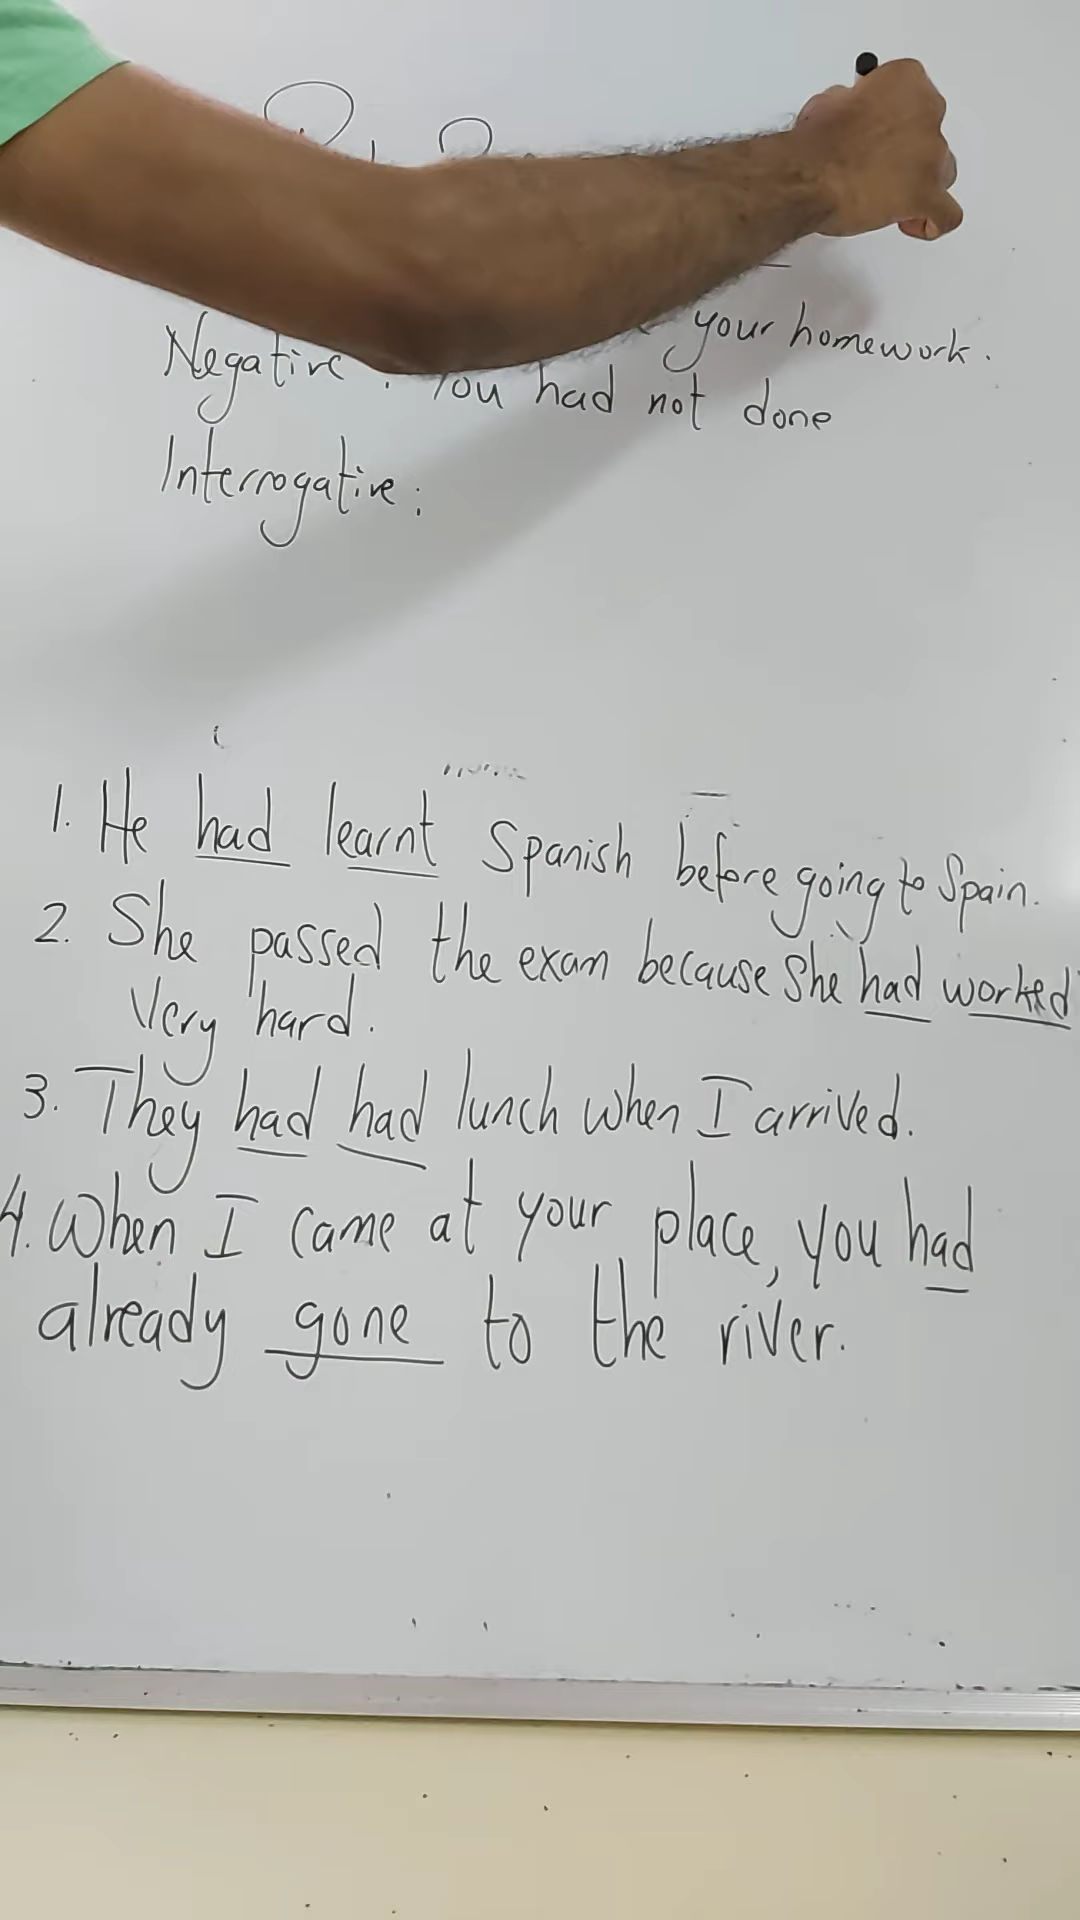 your homework.
Negative : You had not done
Interrogative :
1. He had learnt Spanish before going to Spain.
2. She passed the exam because She had worked
Very hard.
3. They had had lunch when I arrived.
4. When I came at your place, you had
already gone to the river.